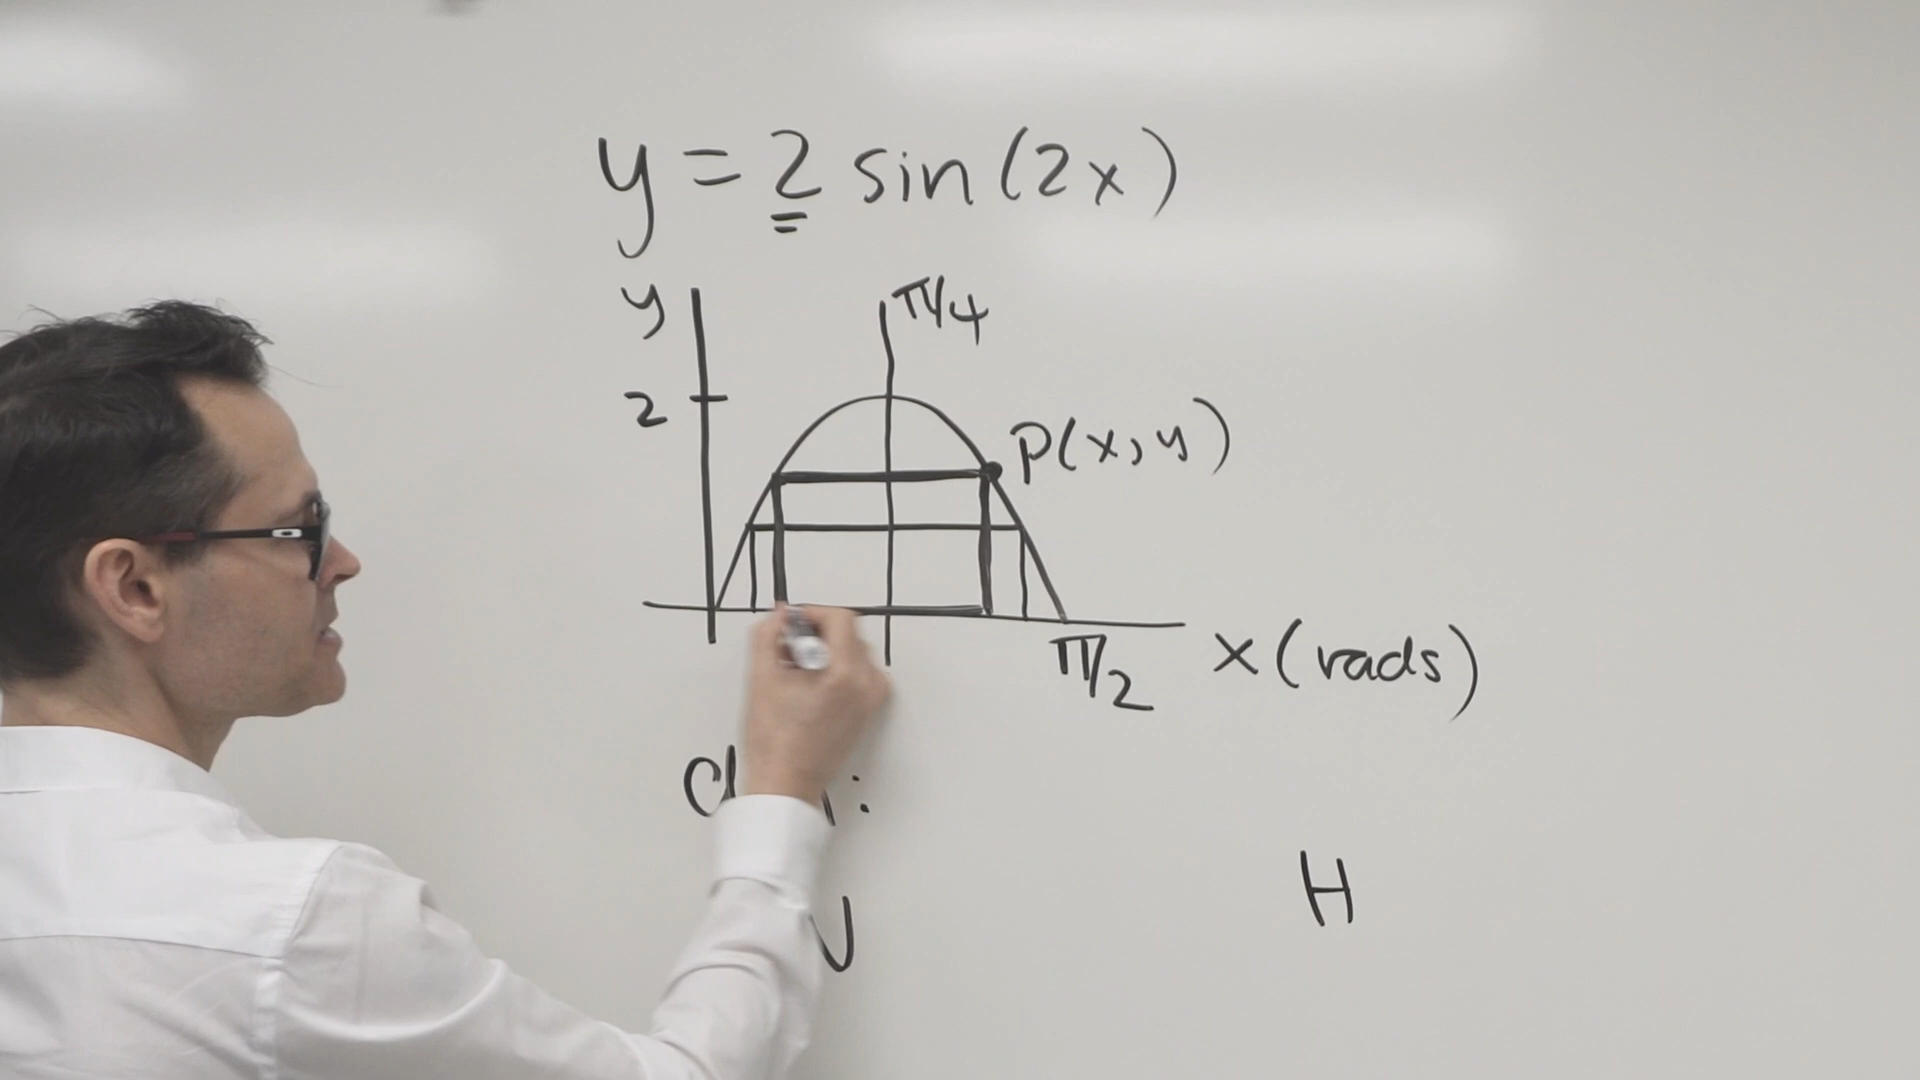 y = 2 sin(2x)
y
π/4
2
P(x, y)
π/2
x (rads)
H